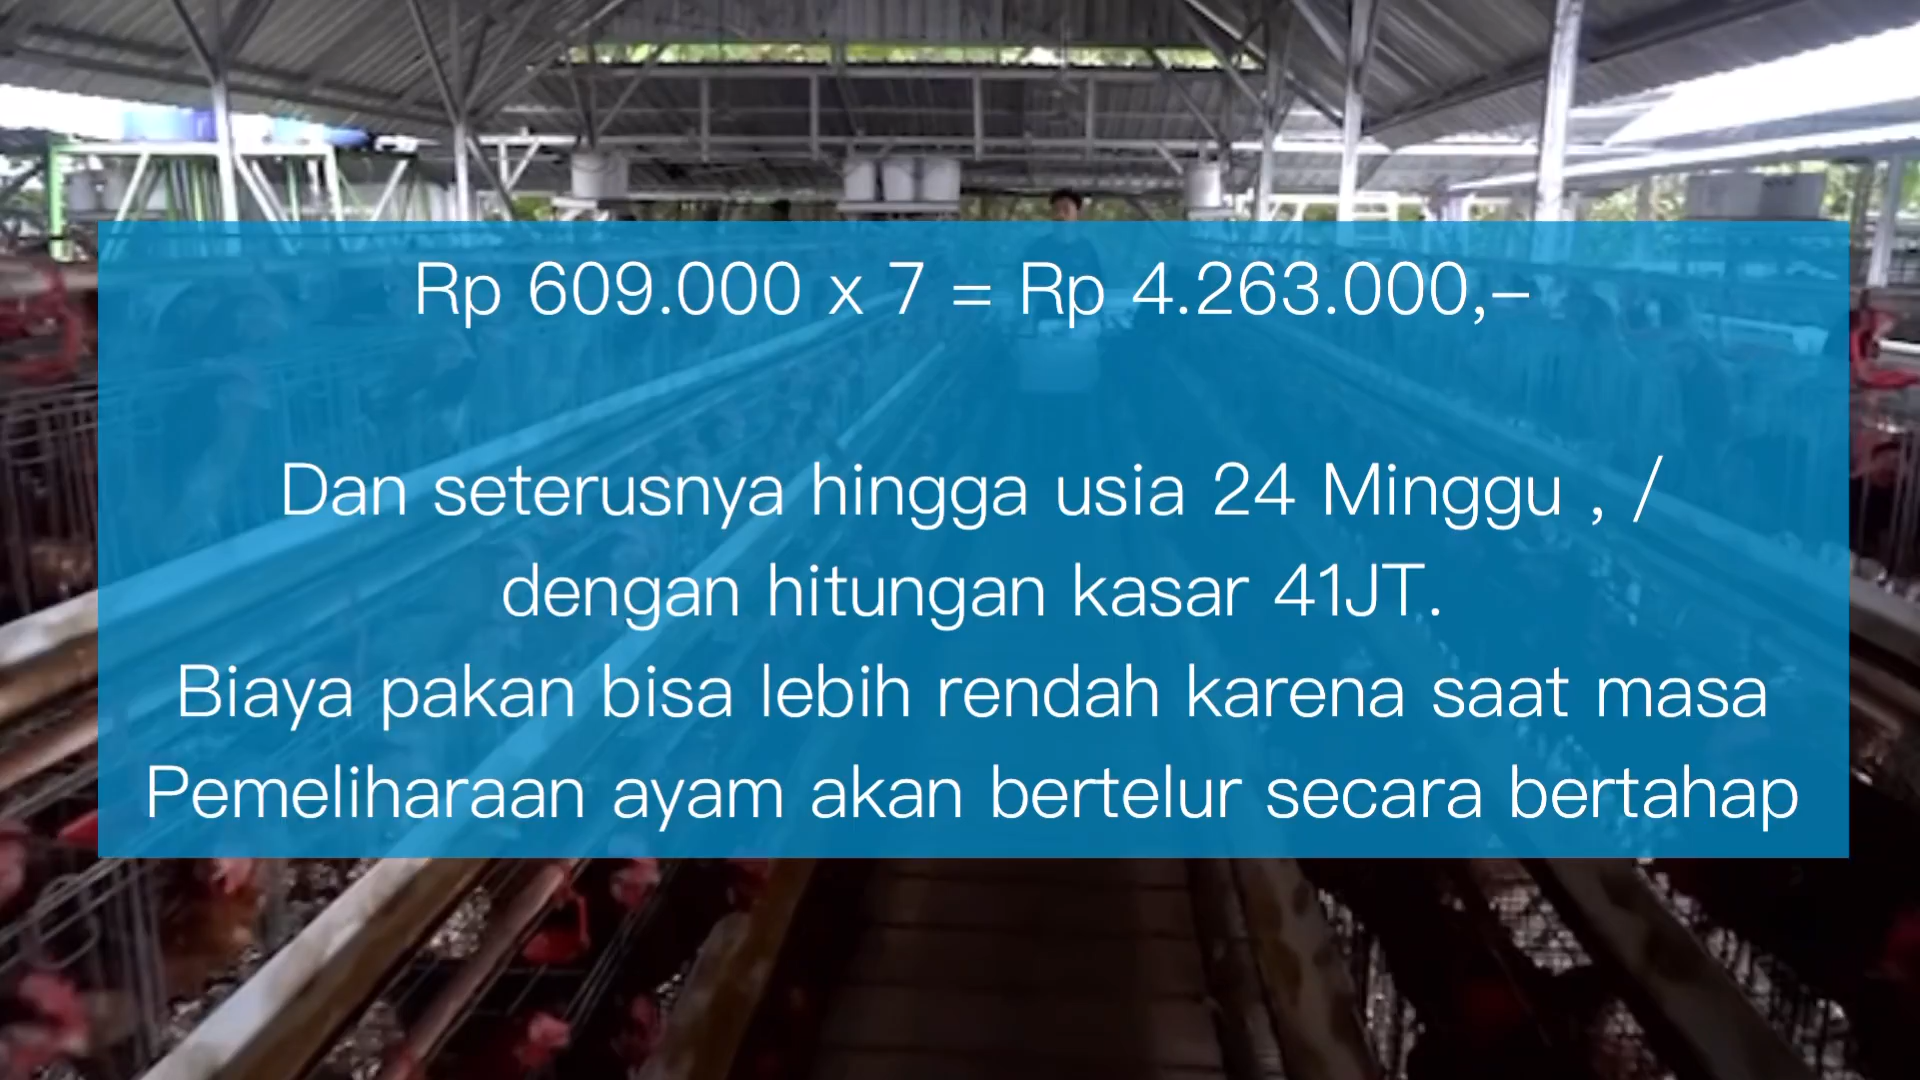 Rp 609.000 x 7 = Rp 4.263.000,–
Dan seterusnya hingga usia 24 Minggu , /
dengan hitungan kasar 41JT.
Biaya pakan bisa lebih rendah karena saat masa
Pemeliharaan ayam akan bertelur secara bertahap